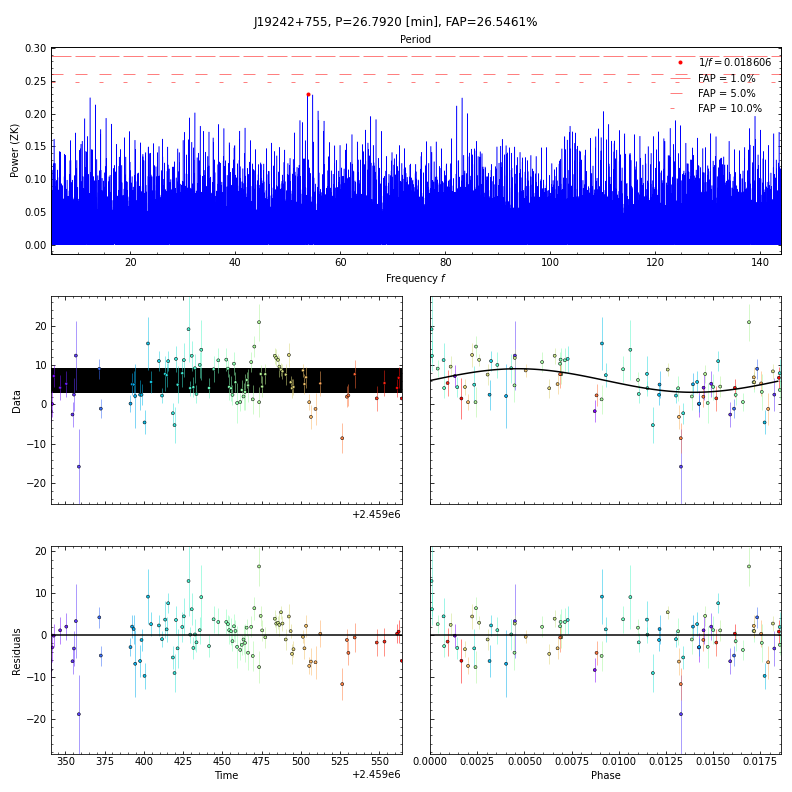 J19242+755, P=26.7920 [min], FAP=26.5461%
Period
0.30
0.25
0.20
0.15
0.10
0.05
0.00
Power (ZK)
1/f = 0.018606
FAP = 1.0%
FAP = 5.0%
FAP = 10.0%
20 40 60 80 100 120 140
Frequency f
20
10
0
−10
−20
Data
+2.459e6
20
10
0
−10
−20
Residuals
350 375 400 425 450 475 500 525 550
Time
+2.459e6
0.0000 0.0025 0.0050 0.0075 0.0100 0.0125 0.0150 0.0175
Phase